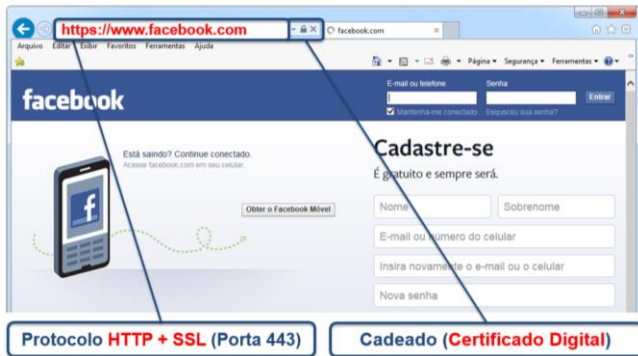 https://www.facebook.com
facebook.com
Arquivo Editar Exibir Favoritos Ferramentas Ajuda
Página Segurança Ferramentas
E-mail ou telefone Senha
facebook
Entrar
Mantenha-me conectado Esqueceu sua senha?
Está saindo? Continue conectado.
Acesse facebook.com em seu celular.
Cadastre-se
É gratuito e sempre será.
Obter o Facebook Móvel
Nome Sobrenome
E-mail ou número do celular
Insira novamente o e-mail ou o celular
Nova senha
Protocolo HTTP + SSL (Porta 443)
Cadeado (Certificado Digital)